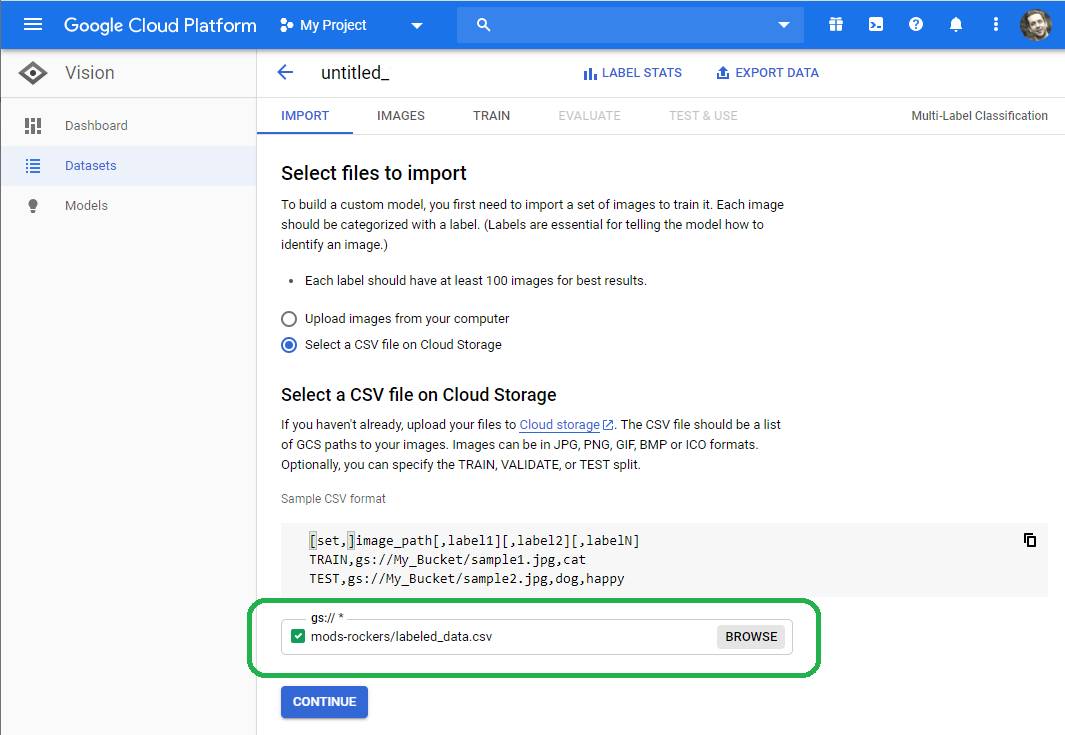 Google Cloud Platform My Project
Vision
untitled_ LABEL STATS EXPORT DATA
Dashboard
Datasets
Models
IMPORT IMAGES TRAIN EVALUATE TEST & USE Multi-Label Classification
Select files to import
To build a custom model, you first need to import a set of images to train it. Each image
should be categorized with a label. (Labels are essential for telling the model how to
identify an image.)
• Each label should have at least 100 images for best results.
Upload images from your computer
Select a CSV file on Cloud Storage
Select a CSV file on Cloud Storage
If you haven't already, upload your files to Cloud storage. The CSV file should be a list
of GCS paths to your images. Images can be in JPG, PNG, GIF, BMP or ICO formats.
Optionally, you can specify the TRAIN, VALIDATE, or TEST split.
Sample CSV format
[set,]image_path[,label1][,label2][,labelN]
TRAIN,gs://My_Bucket/sample1.jpg,cat
TEST,gs://My_Bucket/sample2.jpg,dog,happy
gs:// *
mods-rockers/labeled_data.csv BROWSE
CONTINUE